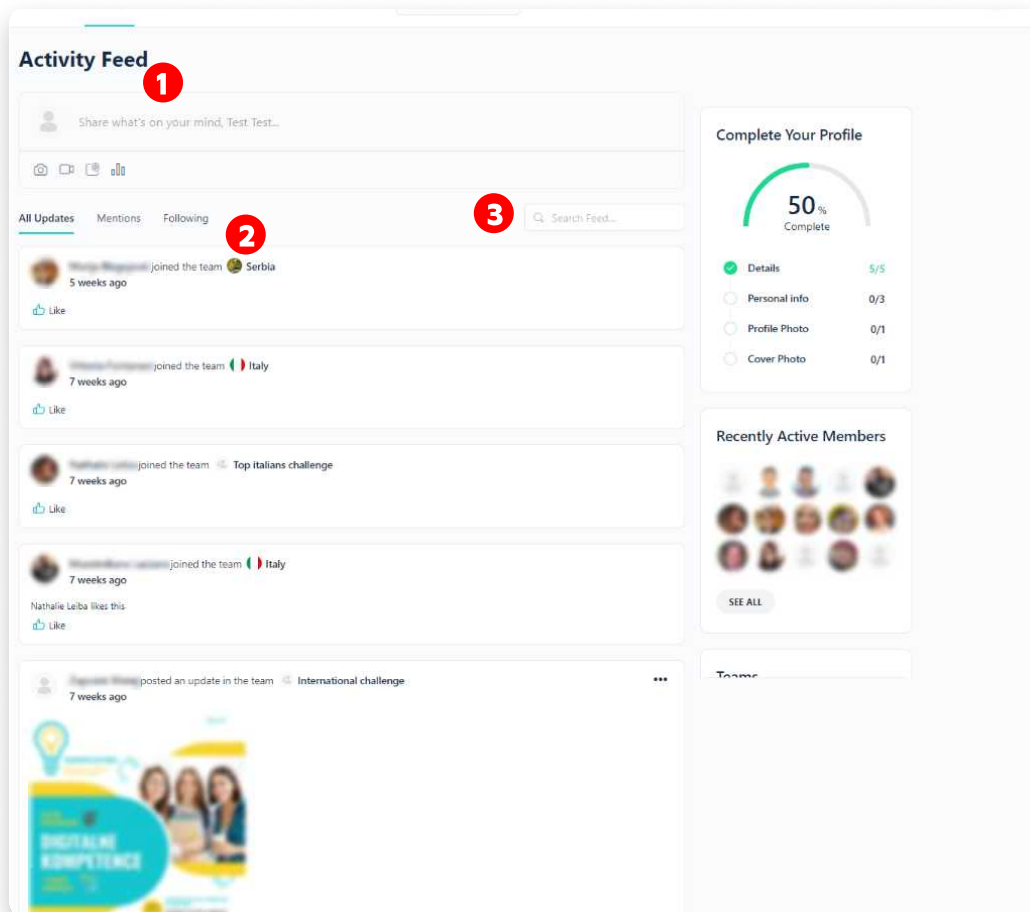 Activity Feed
1
Share what's on your mind, Test Test...
All Updates Mentions Following
2
3
Search Feed...
joined the team Serbia
5 weeks ago
Like
joined the team Italy
7 weeks ago
Like
joined the team Top italians challenge
7 weeks ago
Like
joined the team Italy
7 weeks ago
Nathalie Leiba likes this
Like
posted an update in the team International challenge
7 weeks ago
DIGITALNE
KOMPETENCE
Complete Your Profile
50 %
Complete
Details 5/5
Personal info 0/3
Profile Photo 0/1
Cover Photo 0/1
Recently Active Members
SEE ALL
Teams